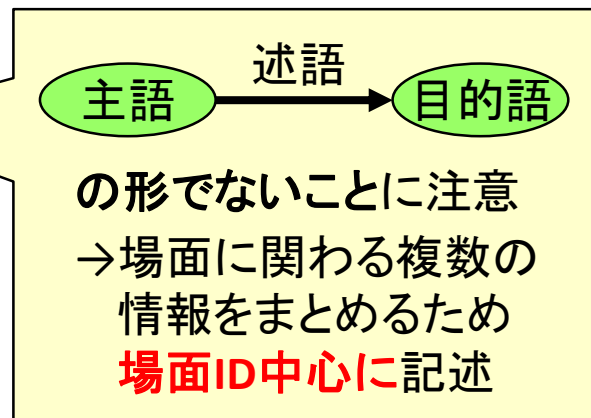 述語
主語 目的語
の形でないことに注意
→場面に関わる複数の
情報をまとめるため
場面ID中心に記述